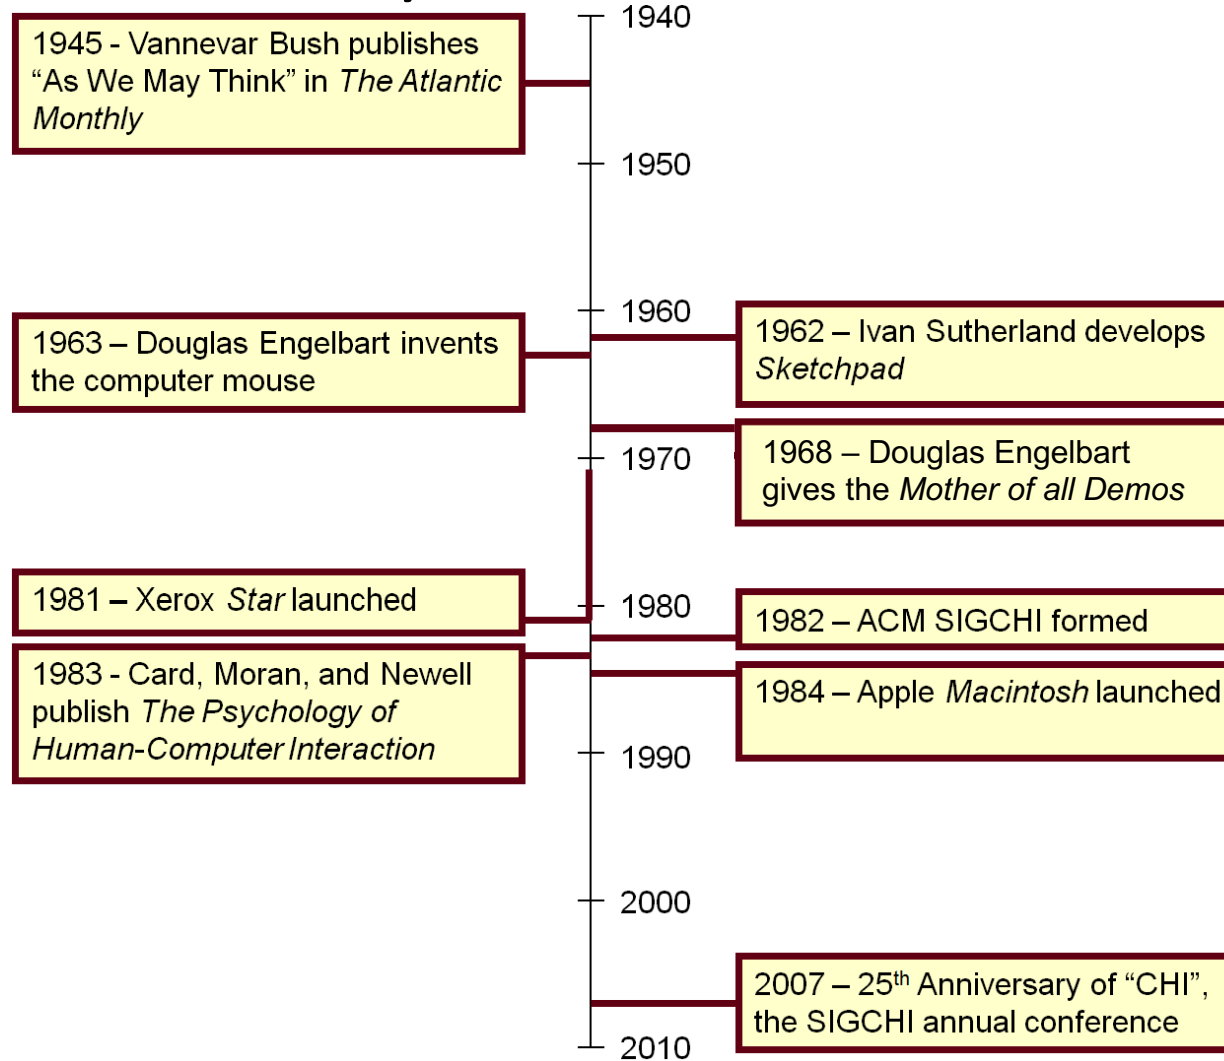 1940
1945 - Vannevar Bush publishes
“As We May Think” in The Atlantic
Monthly
1950
1960
1962 – Ivan Sutherland develops
Sketchpad
1963 – Douglas Engelbart invents
the computer mouse
1968 – Douglas Engelbart
gives the Mother of all Demos
1970
1981 – Xerox Star launched
1980
1982 – ACM SIGCHI formed
1983 - Card, Moran, and Newell
publish The Psychology of
Human-Computer Interaction
1984 – Apple Macintosh launched
1990
2000
2007 – 25th Anniversary of “CHI”,
the SIGCHI annual conference
2010